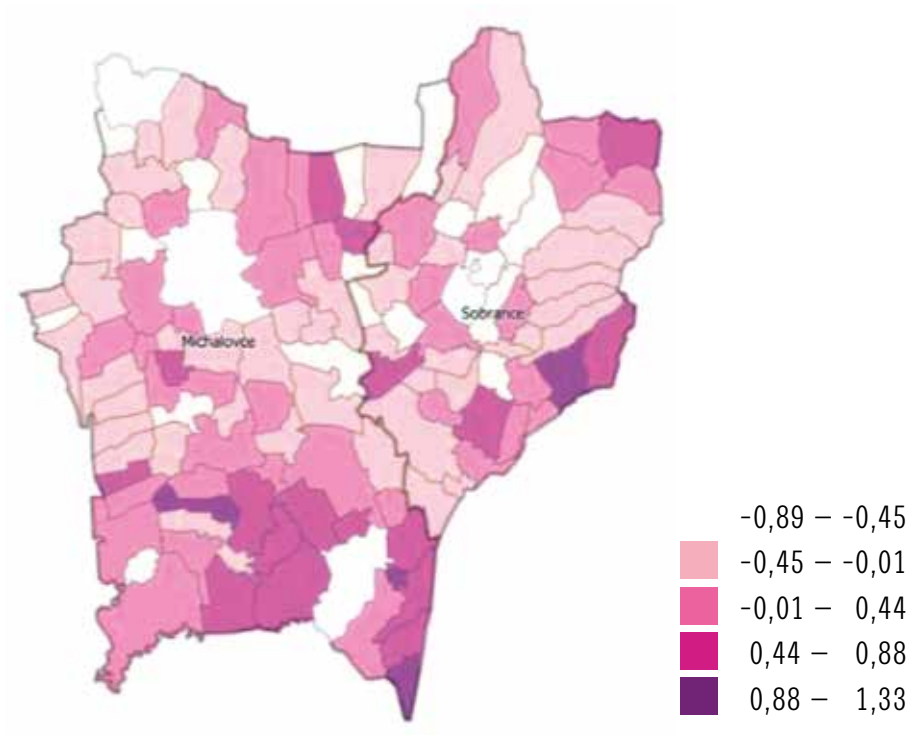 Sobrance
Michalovce
-0,89 – -0,45
-0,45 – -0,01
-0,01 – 0,44
0,44 – 0,88
0,88 – 1,33